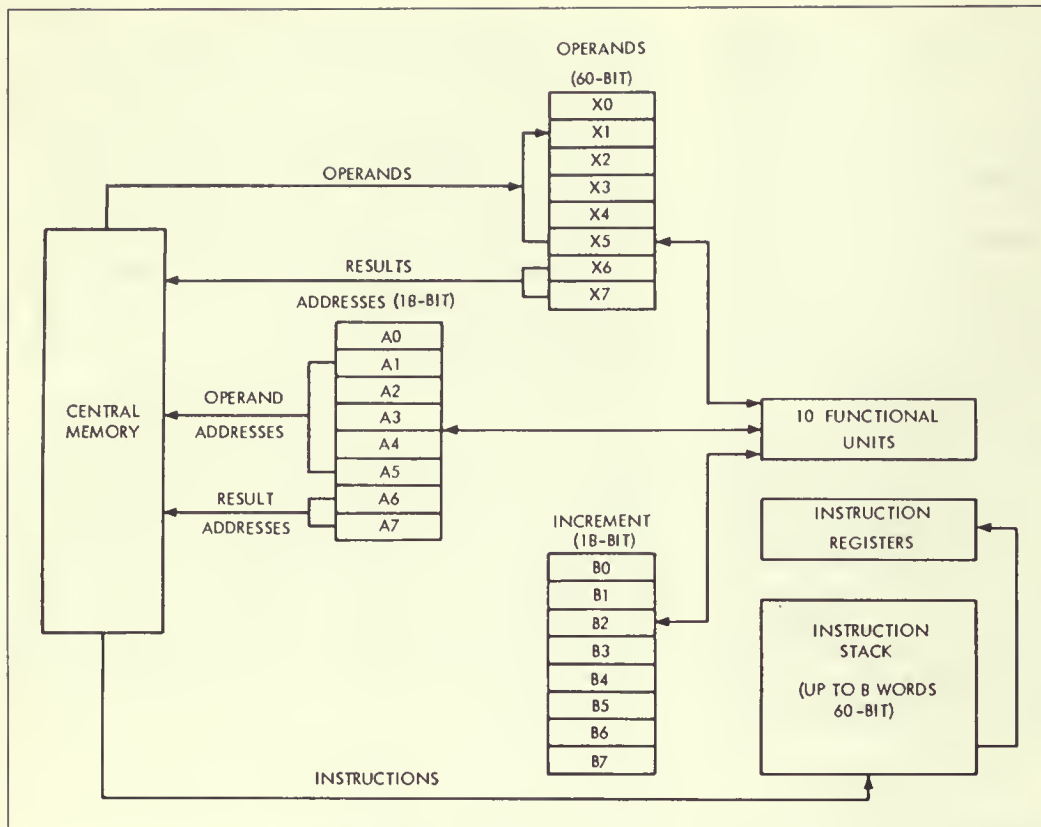 OPERANDS
(60-BIT)
X0
X1
X2
X3
X4
X5
X6
X7
OPERANDS
RESULTS
ADDRESSES (18-BIT)
A0
A1
A2
A3
A4
A5
A6
A7
CENTRAL
MEMORY
OPERAND
ADDRESSES
RESULT
ADDRESSES
10 FUNCTIONAL
UNITS
INCREMENT
(18-BIT)
B0
B1
B2
B3
B4
B5
B6
B7
INSTRUCTION
REGISTERS
INSTRUCTION
STACK
(UP TO 8 WORDS
60-BIT)
INSTRUCTIONS